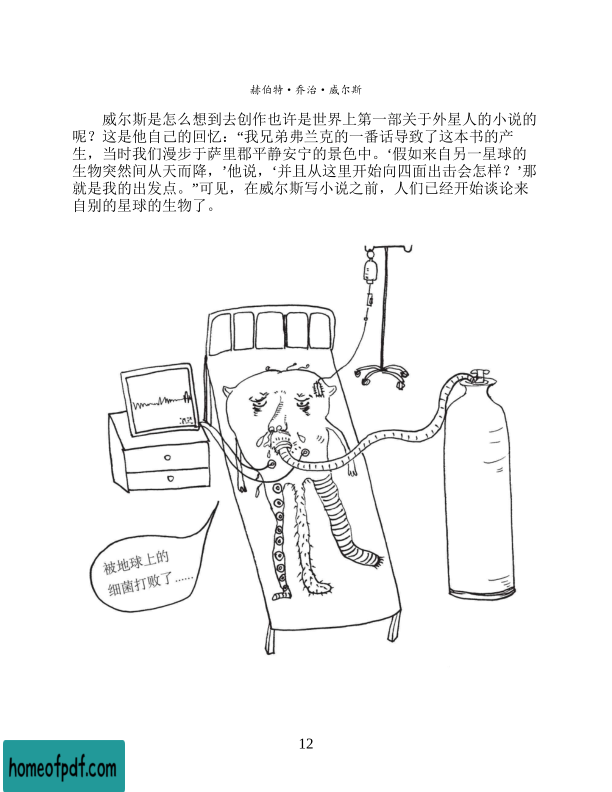 赫伯特·乔治·威尔斯
威尔斯是怎么想到去创作也许是世界上第一部关于外星人的小说的
呢？这是他自己的回忆：“我兄弟弗兰克的一番话导致了这本书的产
生，当时我们漫步于萨里郡平静安宁的景色中。‘假如来自另一星球的
生物突然间从天而降，’他说，‘并且从这里开始向四面出击会怎样？’那
就是我的出发点。”可见，在威尔斯写小说之前，人们已经开始谈论来
自别的星球的生物了。
被地球上的
细菌打败了……
12
homeofpdf.com